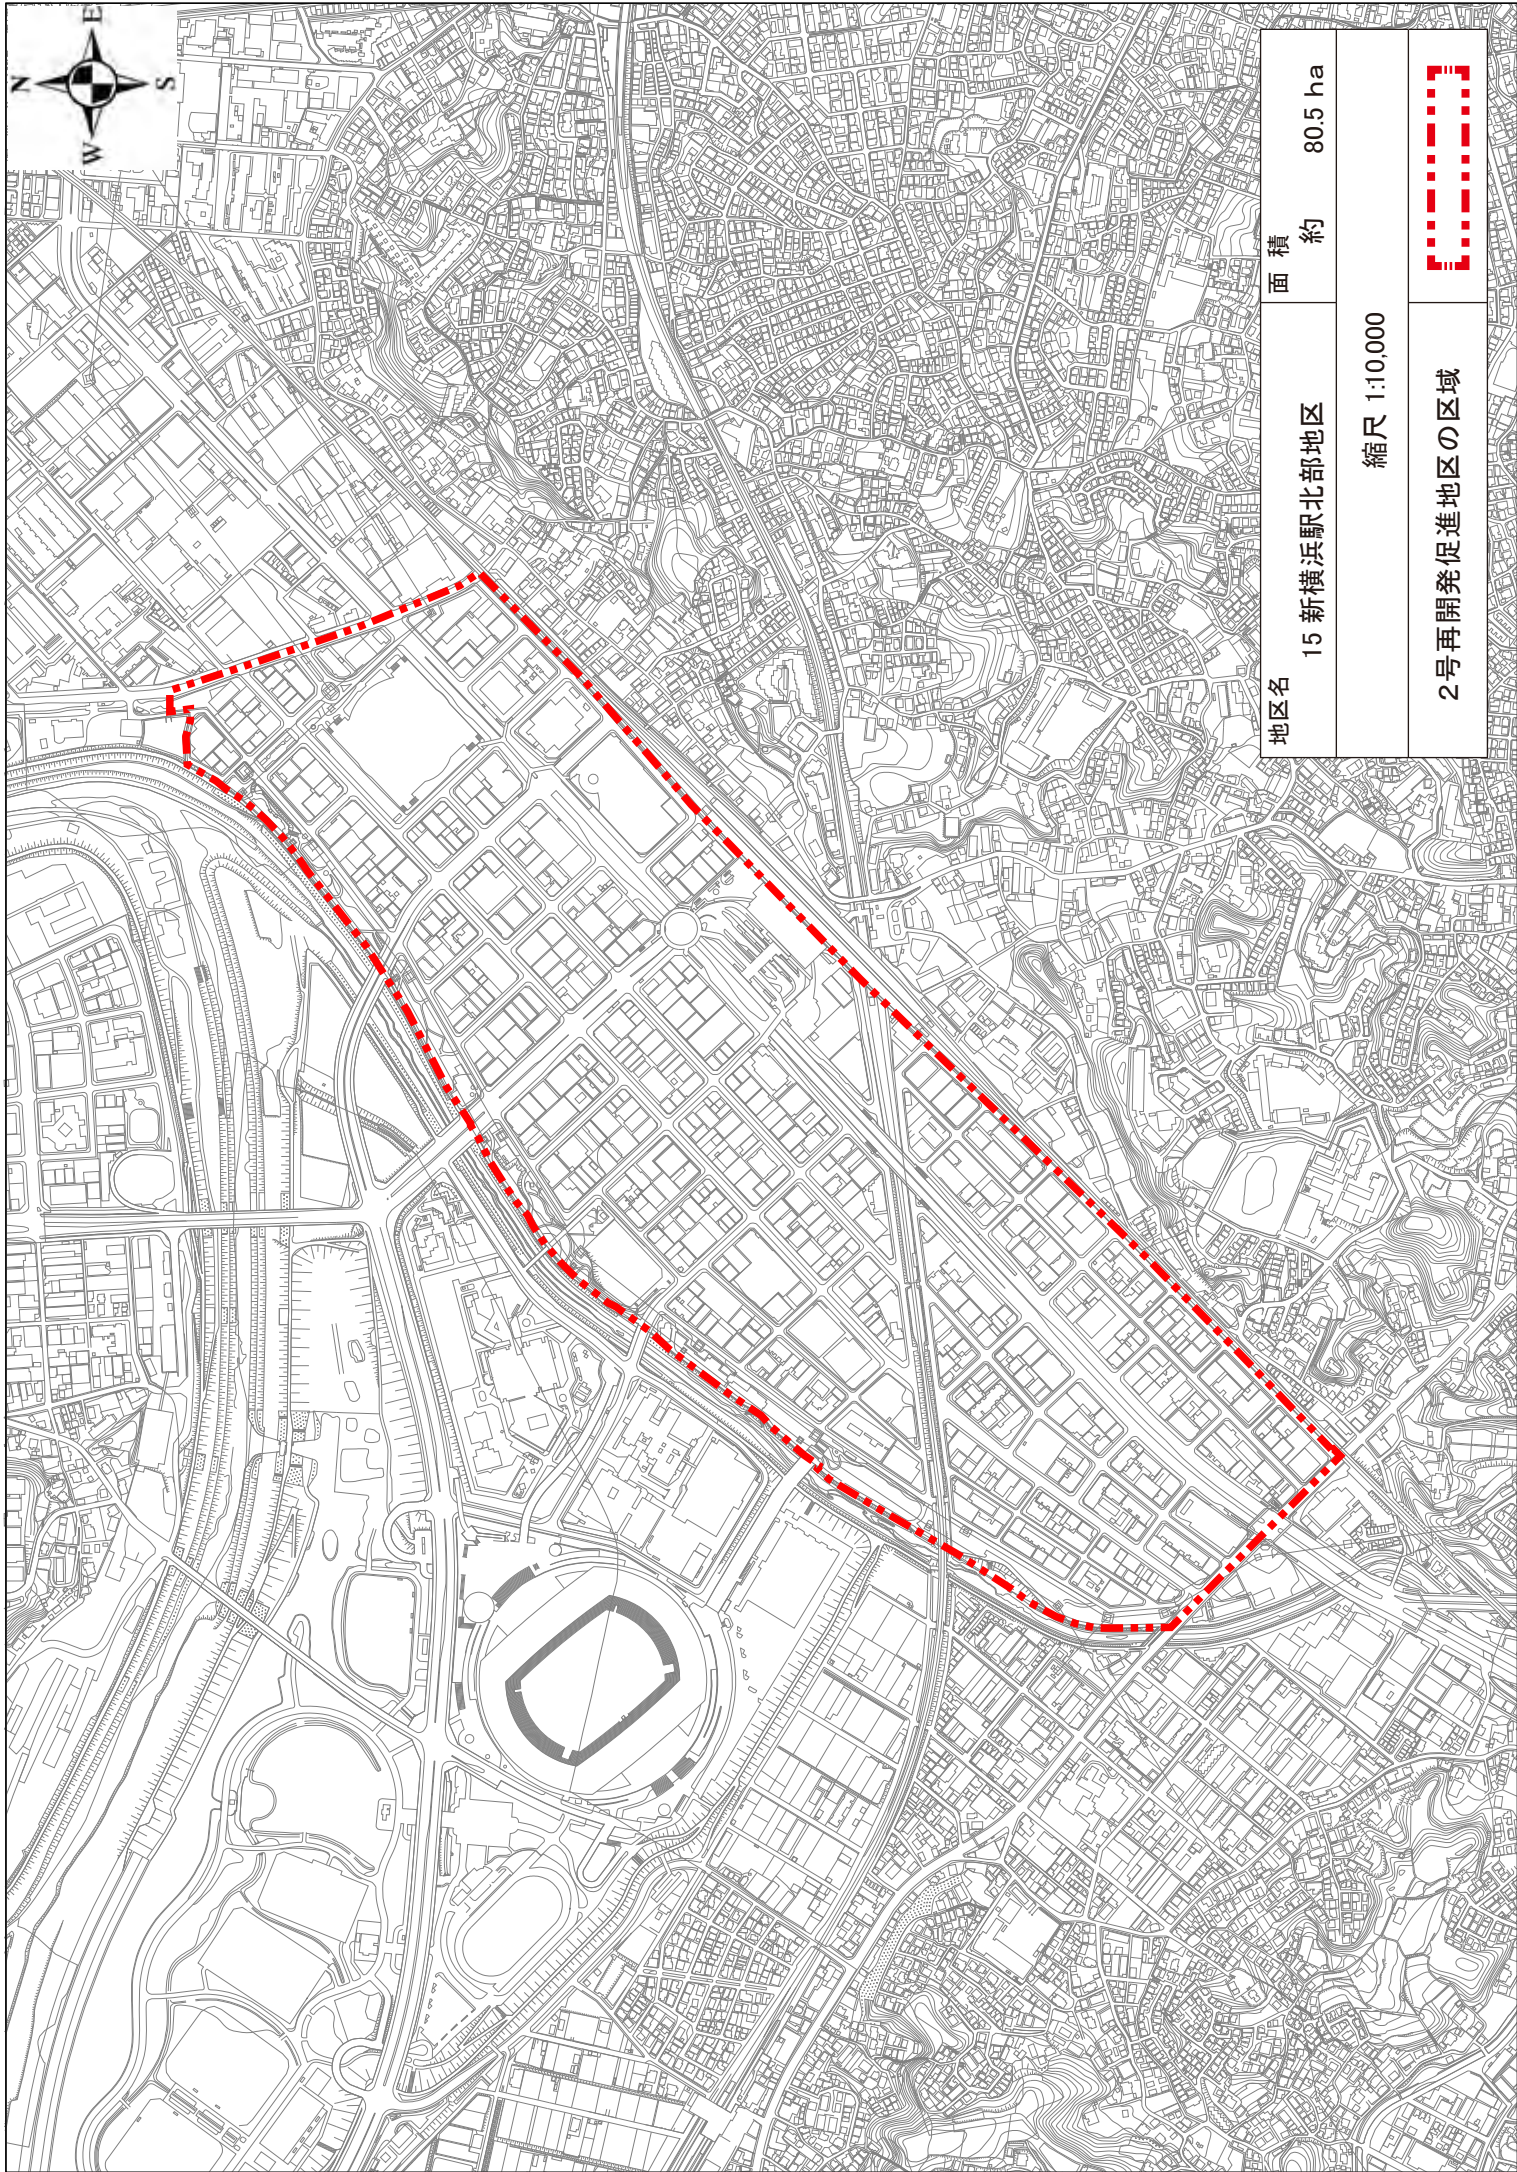 N
W E
S
地区名
15 新横浜駅北部地区
面 積
約 80.5 ha
縮尺 1:10,000
2号再開発促進地区の区域